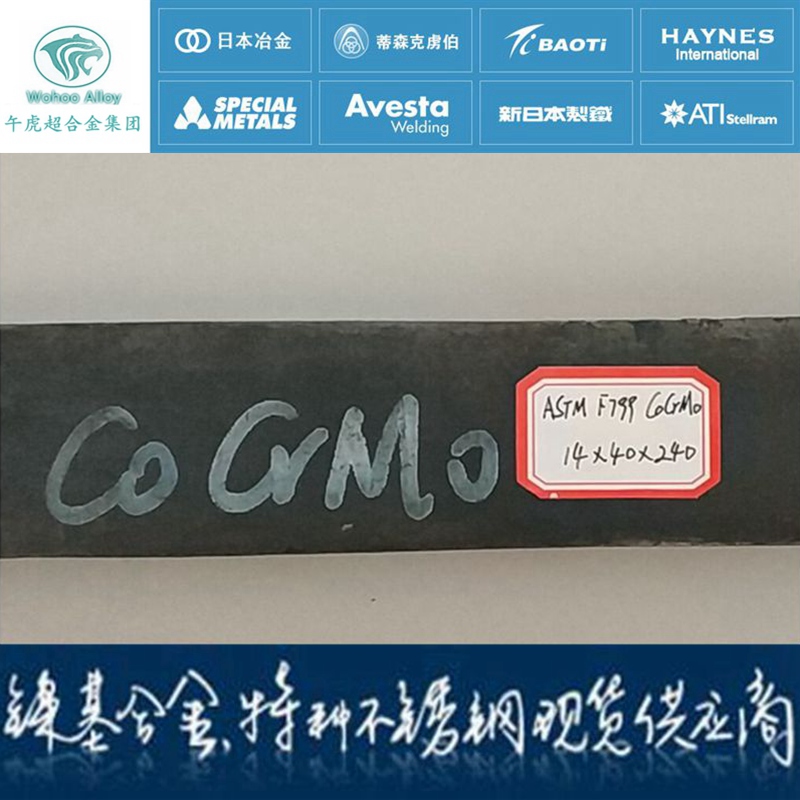 Wohoo Alloy
午虎超合金集团
日本冶金
蒂森克虏伯
BAOTi
HAYNES
International
SPECIAL
METALS
Avesta
Welding
新日本製鐵
ATI Stellram
CoCrMo
ASTM F799 CoCrMo
14×40×240
镍基合金、特种不锈钢现货供应商